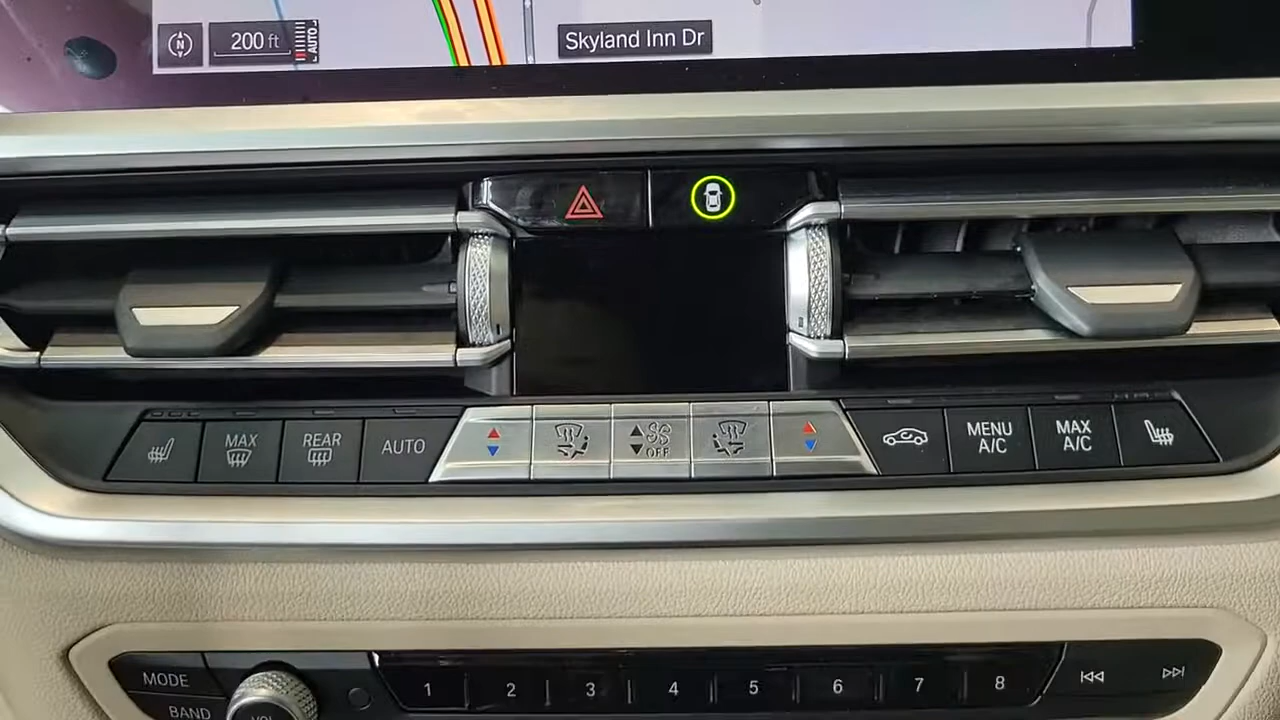 N
200 ft
AUTO
Skyland Inn Dr
MAX
REAR
AUTO
OFF
MENU
A/C
MAX
A/C
MODE
BAND
VOL
1 2 3 4 5 6 7 8